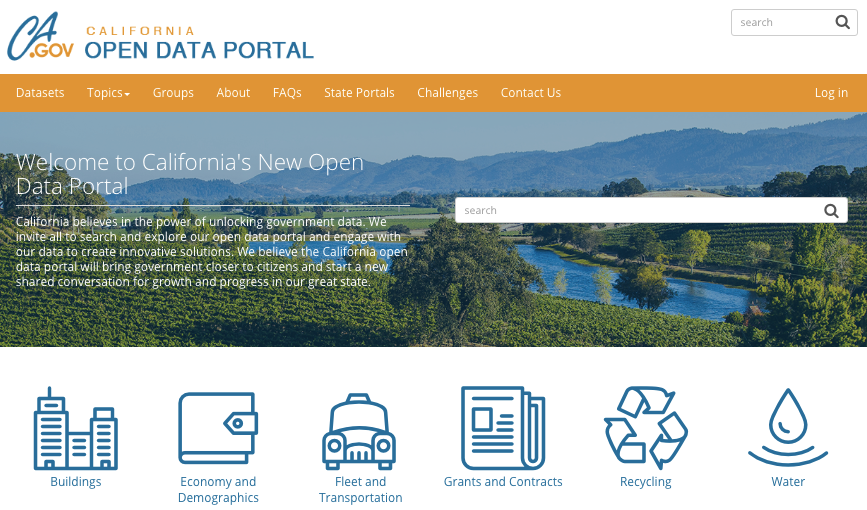 CA.GOV
CALIFORNIA
OPEN DATA PORTAL
search
Datasets Topics Groups About FAQs State Portals Challenges Contact Us Log in
Welcome to California's New Open
Data Portal
search
California believes in the power of unlocking government data. We
invite all to search and explore our open data portal and engage with
our data to create innovative solutions. We believe the California open
data portal will bring government closer to citizens and start a new
shared conversation for growth and progress in our great state.
Buildings
Economy and
Demographics
Fleet and
Transportation
Grants and Contracts
Recycling
Water